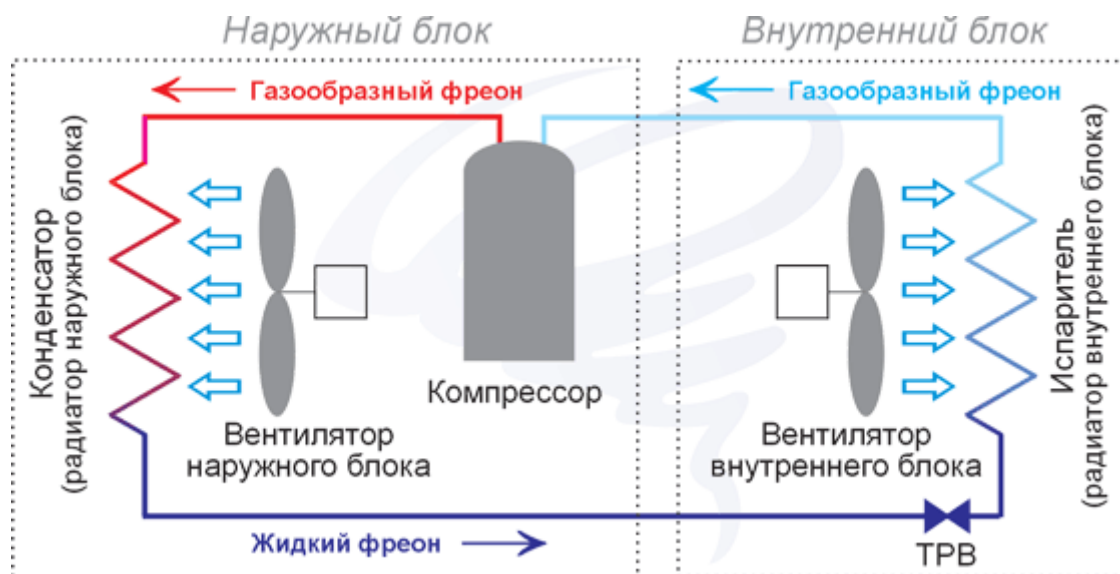 Наружный блок
Внутренний блок
Газообразный фреон
Газообразный фреон
Конденсатор
(радиатор наружного блока)
Компрессор
Вентилятор
наружного блока
Вентилятор
внутреннего блока
Испаритель
(радиатор внутреннего блока)
Жидкий фреон
ТРВ